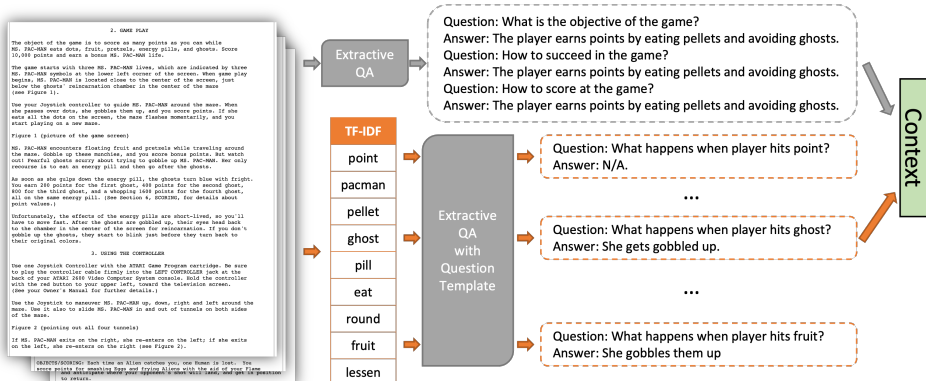 2. GAME PLAY
The object of the game is to score as many points as you can while
MS. PAC-MAN eats dots, fruit, pretzels, energy pills, and ghosts. Score
10,000 points and earn a bonus MS. PAC-MAN life.
The game starts with three MS. PAC-MAN lives, which are indicated by three
MS. PAC-MAN symbols at the lower left corner of the screen. When game play
begins, MS. PAC-MAN is located close to the center of the screen, just
below the ghosts' reincarnation chamber in the center of the maze
(see Figure 1).
Use your Joystick controller to guide MS. PAC-MAN around the maze. When
she passes over dots, she gobbles them up, and you score points. If she
eats all the dots on the screen, the maze flashes momentarily, and you
start playing on a new maze.
Figure 1 (picture of the game screen)
MS. PAC-MAN encounters floating fruit and pretzels while traveling around
the maze. Gobble up these munchies, and you score bonus points. But watch
out! Fearful ghosts scurry about trying to gobble up MS. PAC-MAN. Her only
recourse is to eat an energy pill and then go after the ghosts.
As soon as she gulps down the energy pill, the ghosts turn blue with fright.
You earn 200 points for the first ghost, 400 points for the second ghost,
800 for the third ghost, and a whopping 1600 points for the fourth ghost,
all on the same energy pill. (See Section 6, SCORING, for details about
point values.)
Unfortunately, the effects of the energy pills are short-lived, so you'll
have to move fast. After the ghosts are gobbled up, their eyes head back
to the chamber in the center of the screen for reincarnation. If you don't
gobble up the ghosts, they start to blink just before they turn back to
their original colors.
3. USING THE CONTROLLER
Use one Joystick Controller with the ATARI Game Program cartridge. Be sure
to plug the controller cable firmly into the LEFT CONTROLLER jack at the
back of your ATARI 2600 Video Computer System console. Hold the controller
with the red button to your upper left, toward the television screen.
(See your Owner's Manual for further details.)
Use the Joystick to maneuver MS. PAC-MAN up, down, right and left around the
maze. Use it also to slide MS. PAC-MAN in and out of tunnels on both sides
of the maze.
Figure 2 (pointing out all four tunnels)
If MS. PAC-MAN exits on the right, she re-enters on the left; if she exits
on the left, she re-enters on the right (see Figure 2).
OBJECTS/SCORING: Each time an Alien catches you, one Human is lost. You
score points for smashing Eggs and frying Aliens with the aid of your Flame
and anticipate where your opponent's shot will land, and get in position
to return.
Extractive
QA
Question: What is the objective of the game?
Answer: The player earns points by eating pellets and avoiding ghosts.
Question: How to succeed in the game?
Answer: The player earns points by eating pellets and avoiding ghosts.
Question: How to score at the game?
Answer: The player earns points by eating pellets and avoiding ghosts.
TF-IDF
point
pacman
pellet
ghost
pill
eat
round
fruit
lessen
Extractive
QA
with
Question
Template
Question: What happens when player hits point?
Answer: N/A.
...
Question: What happens when player hits ghost?
Answer: She gets gobbled up.
...
Question: What happens when player hits fruit?
Answer: She gobbles them up
Context